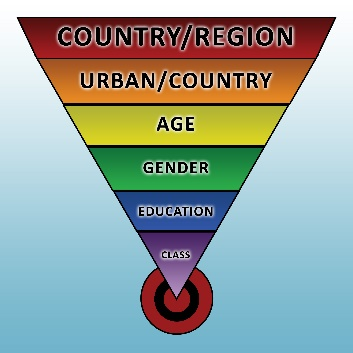 COUNTRY/REGION
URBAN/COUNTRY
AGE
GENDER
EDUCATION
CLASS